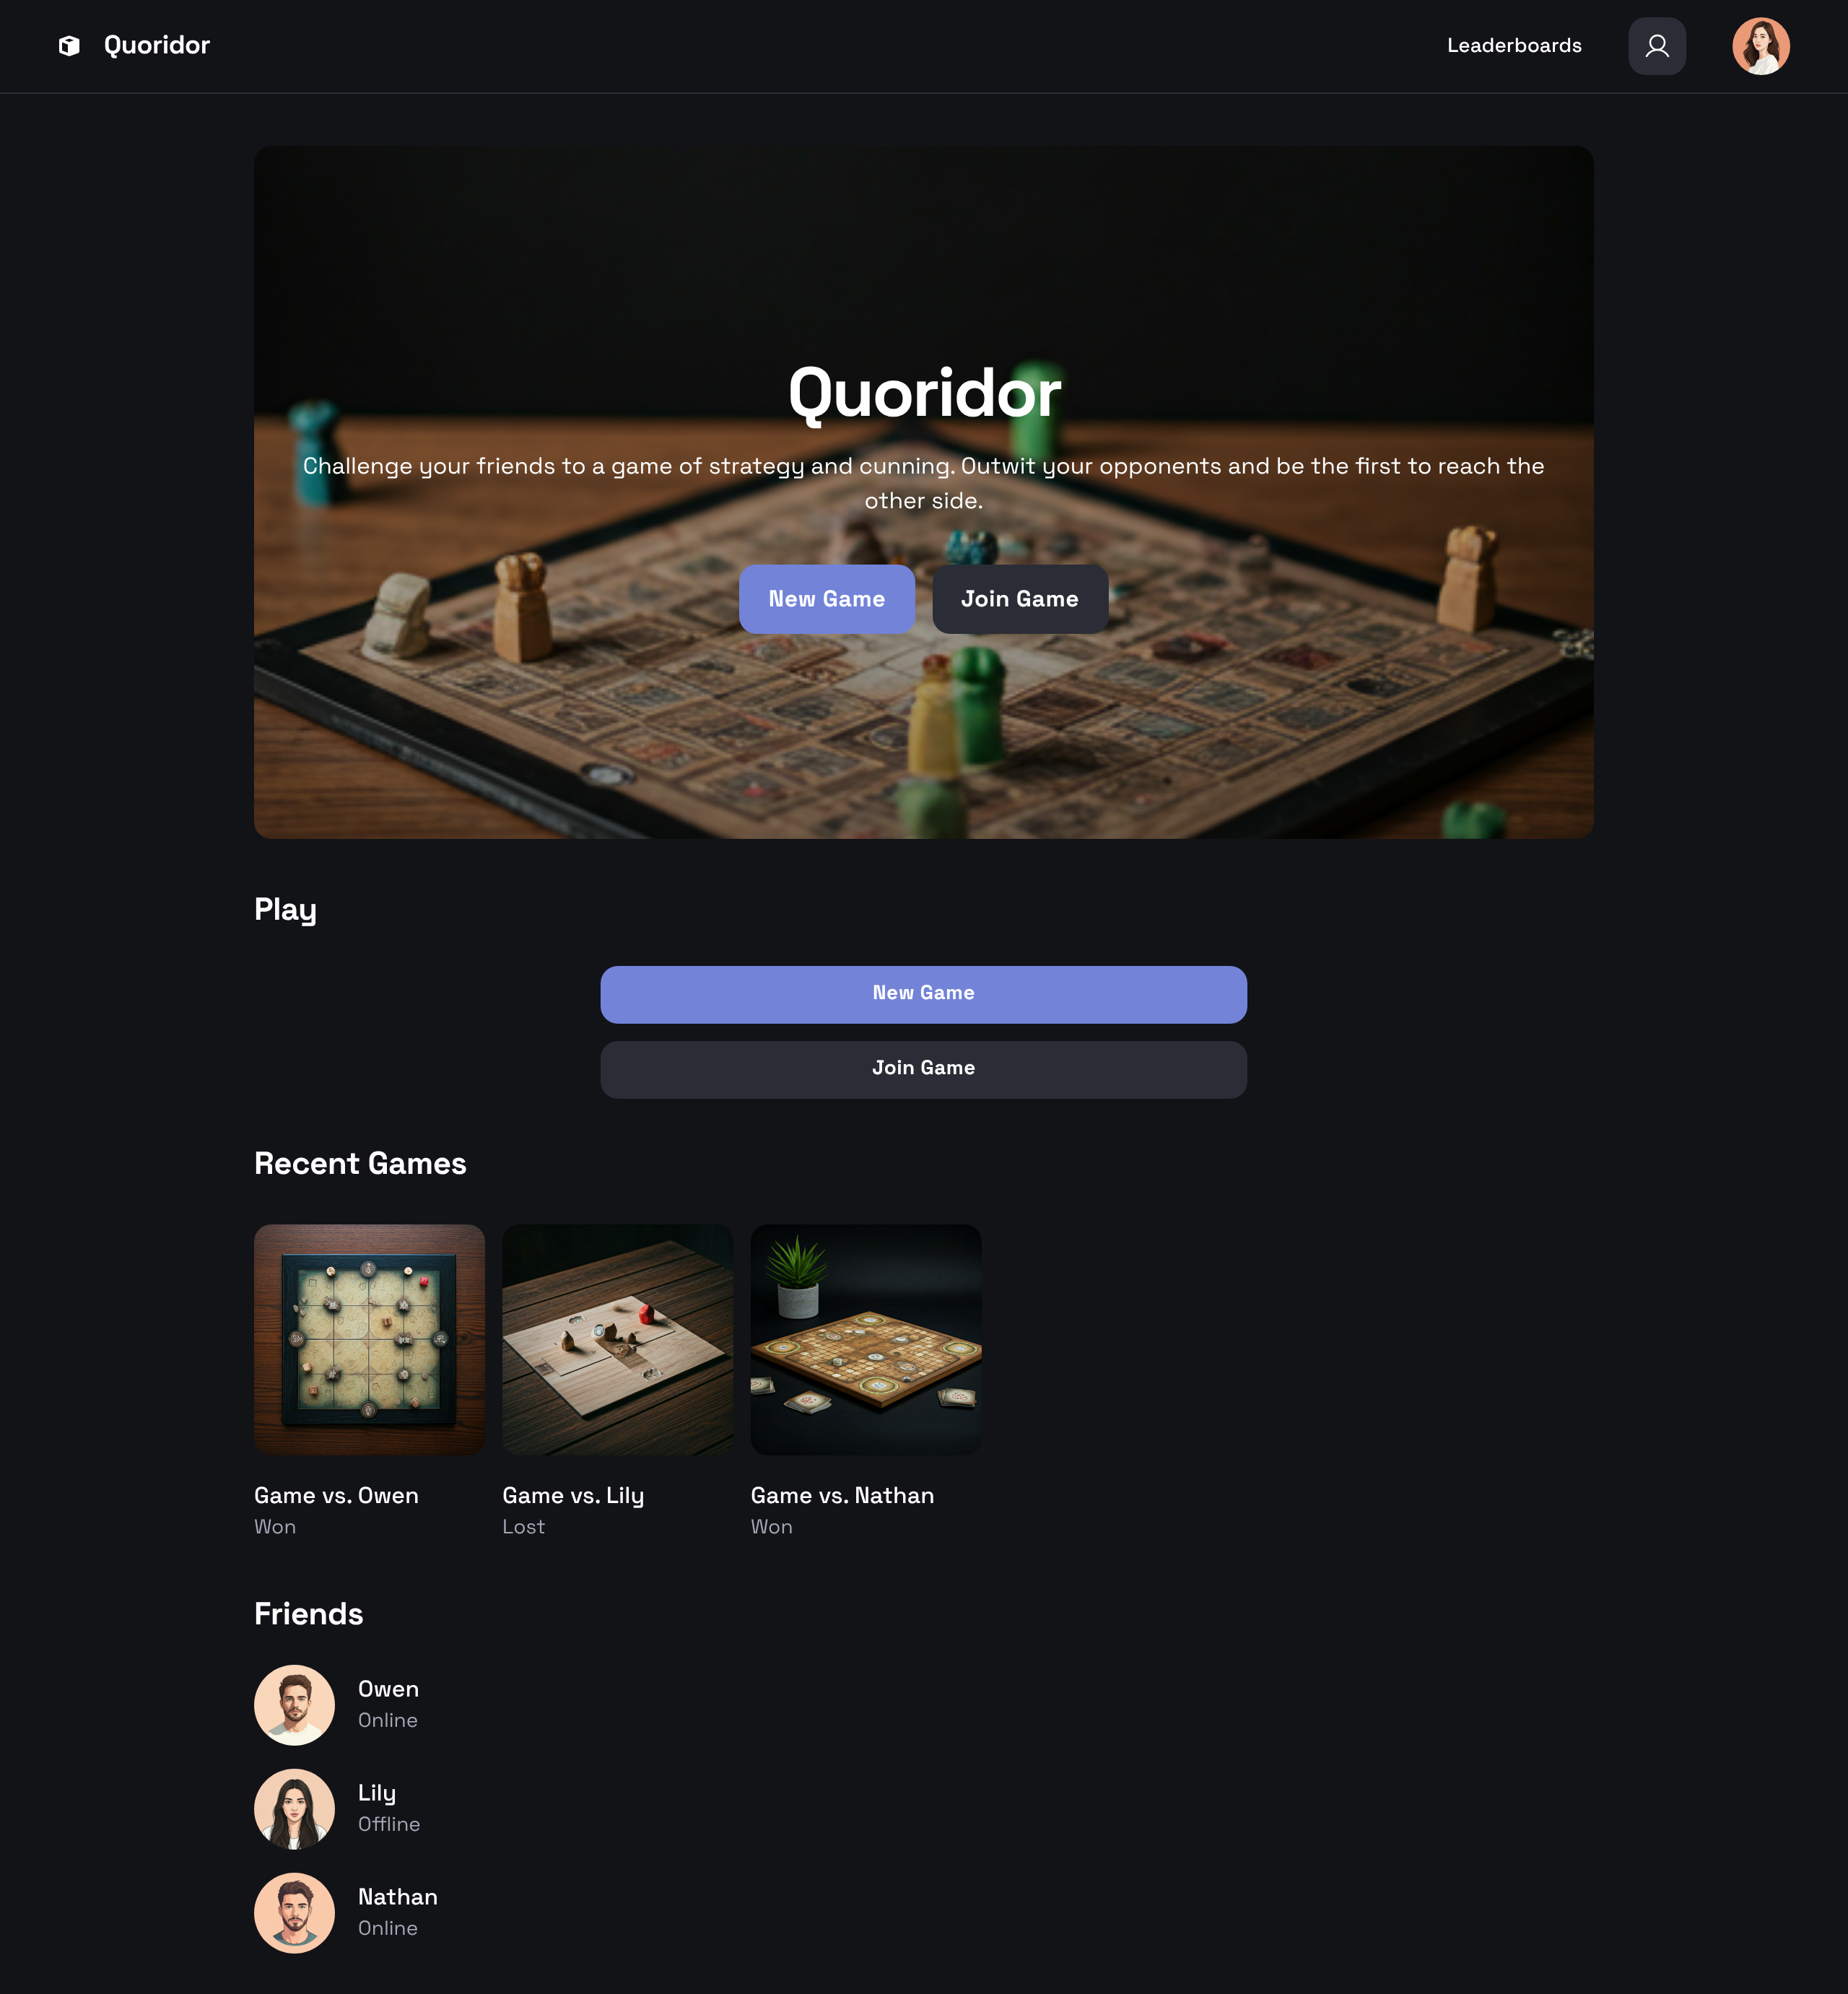 Quoridor
Leaderboards
Quoridor
Challenge your friends to a game of strategy and cunning. Outwit your opponents and be the first to reach the
other side.
New Game
Join Game
Play
New Game
Join Game
Recent Games
Game vs. Owen
Won
Game vs. Lily
Lost
Game vs. Nathan
Won
Friends
Owen
Online
Lily
Offline
Nathan
Online